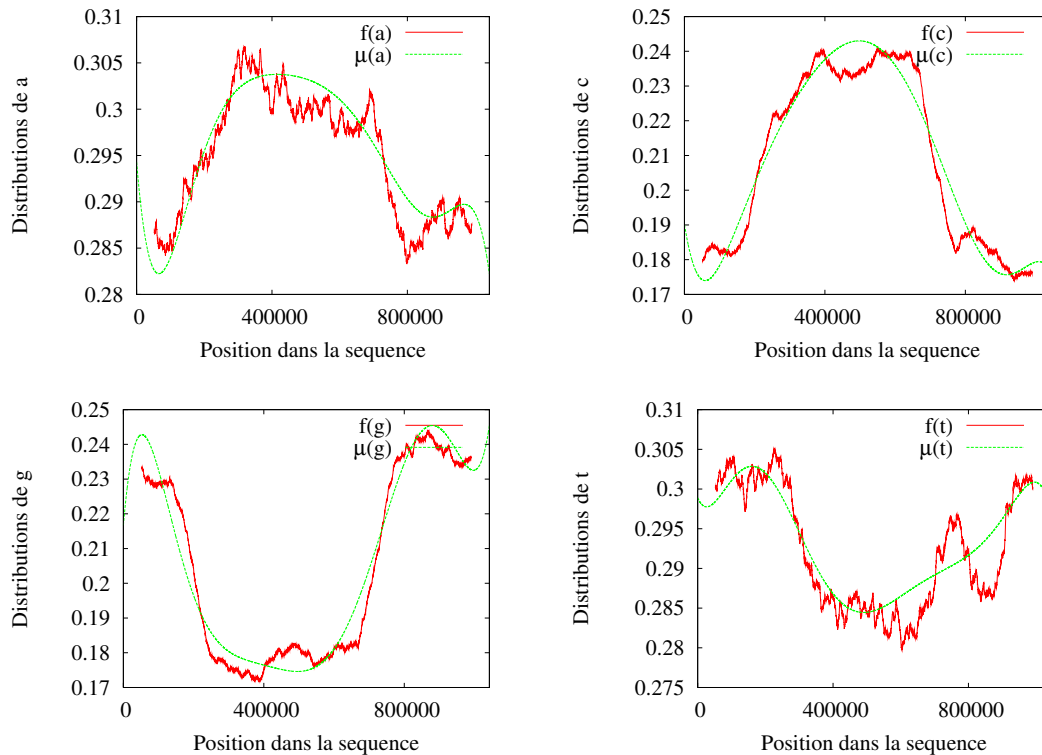 0.31
0.305
0.3
0.295
0.29
0.285
0.28
0
400000
800000
Distributions de a
Position dans la sequence
f(a)
μ(a)
0.25
0.24
0.23
0.22
0.21
0.2
0.19
0.18
0.17
0
400000
800000
Distributions de c
Position dans la sequence
f(c)
μ(c)
0.25
0.24
0.23
0.22
0.21
0.2
0.19
0.18
0.17
0
400000
800000
Distributions de g
Position dans la sequence
f(g)
μ(g)
0.31
0.305
0.3
0.295
0.29
0.285
0.28
0.275
0
400000
800000
Distributions de t
Position dans la sequence
f(t)
μ(t)